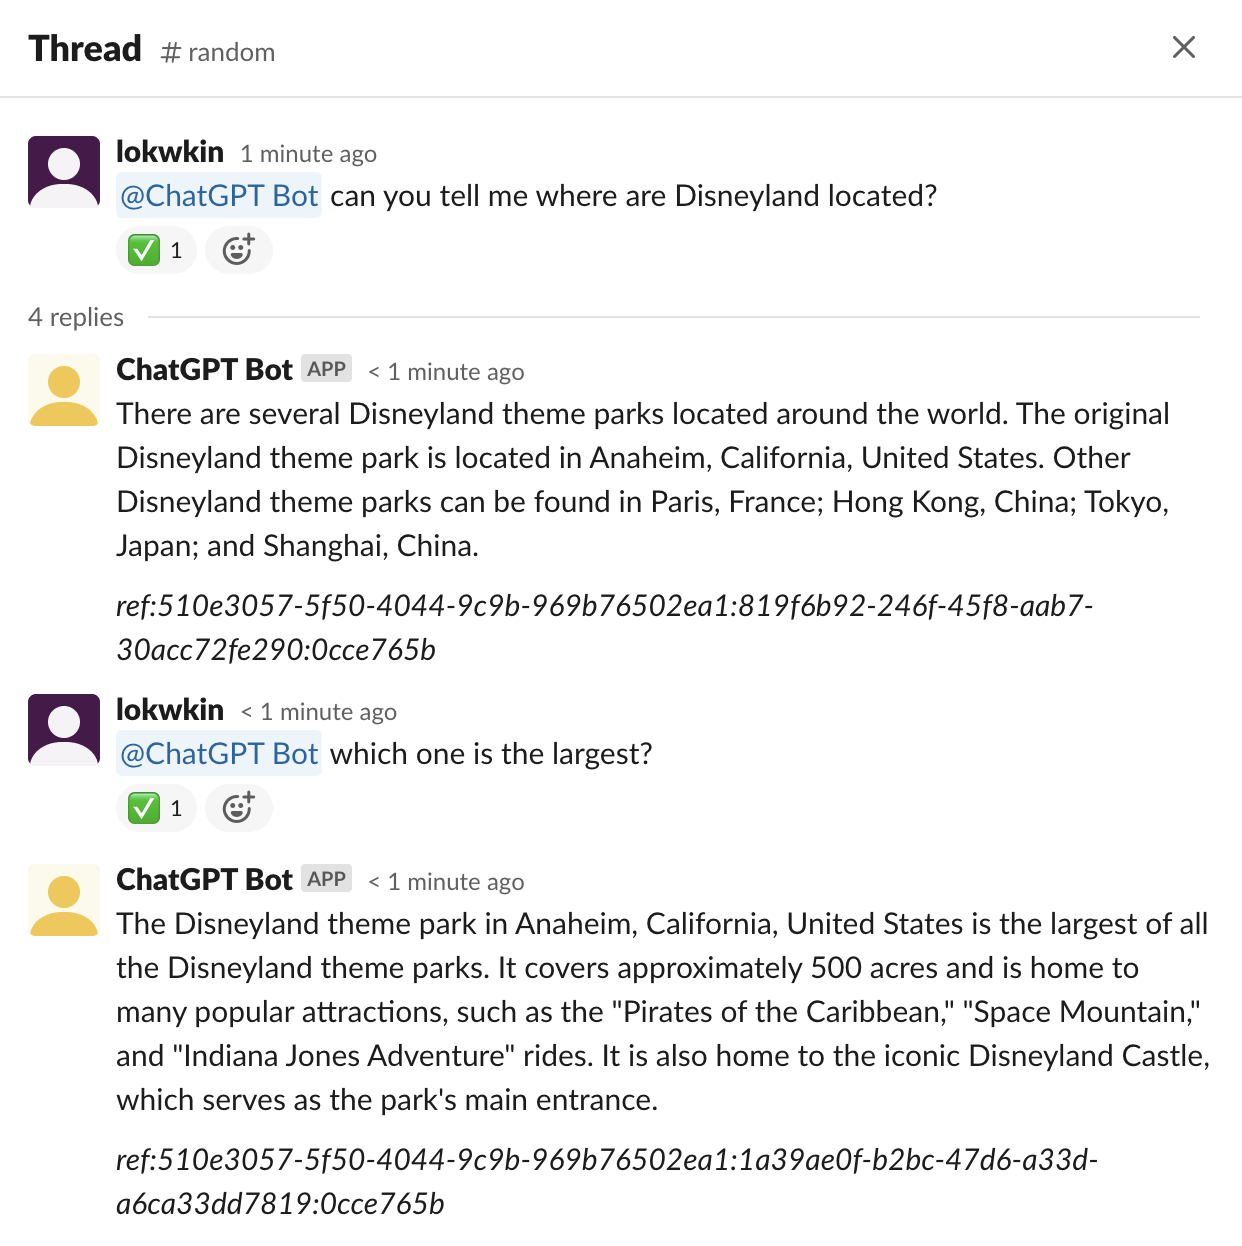 Thread # random
lokwkin 1 minute ago
@ChatGPT Bot can you tell me where are Disneyland located?
1
4 replies
ChatGPT Bot APP < 1 minute ago
There are several Disneyland theme parks located around the world. The original
Disneyland theme park is located in Anaheim, California, United States. Other
Disneyland theme parks can be found in Paris, France; Hong Kong, China; Tokyo,
Japan; and Shanghai, China.
ref:510e3057-5f50-4044-9c9b-969b76502ea1:819f6b92-246f-45f8-aab7-
30acc72fe290:0cce765b
lokwkin < 1 minute ago
@ChatGPT Bot which one is the largest?
1
ChatGPT Bot APP < 1 minute ago
The Disneyland theme park in Anaheim, California, United States is the largest of all
the Disneyland theme parks. It covers approximately 500 acres and is home to
many popular attractions, such as the "Pirates of the Caribbean," "Space Mountain,"
and "Indiana Jones Adventure" rides. It is also home to the iconic Disneyland Castle,
which serves as the park's main entrance.
ref:510e3057-5f50-4044-9c9b-969b76502ea1:1a39ae0f-b2bc-47d6-a33d-
a6ca33dd7819:0cce765b